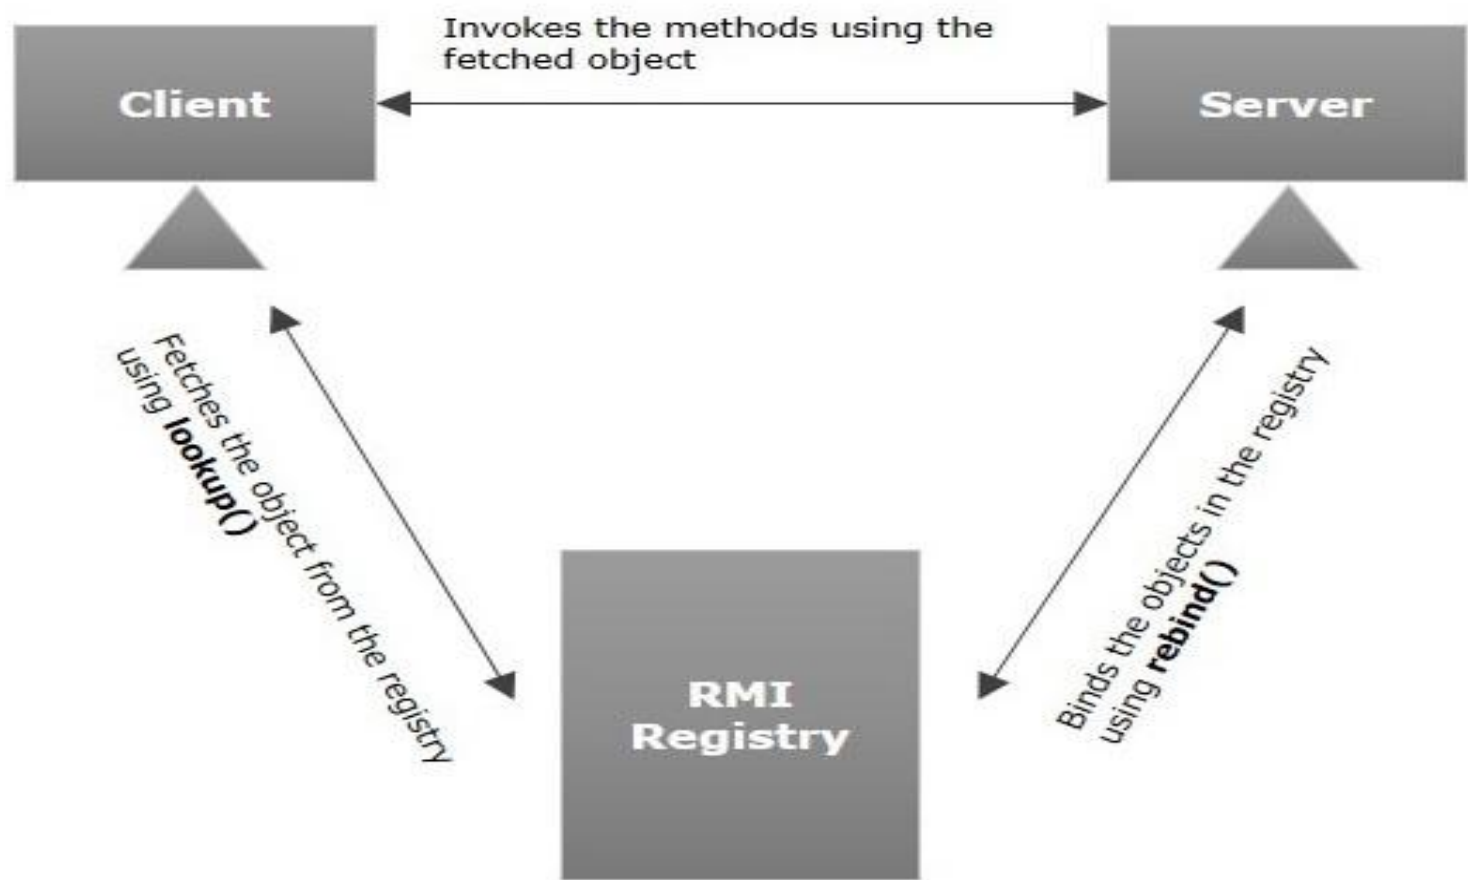 Invokes the methods using the
fetched object
Client
Server
Fetches the object from the registry
using lookup()
Binds the objects in the registry
using rebind()
RMI
Registry